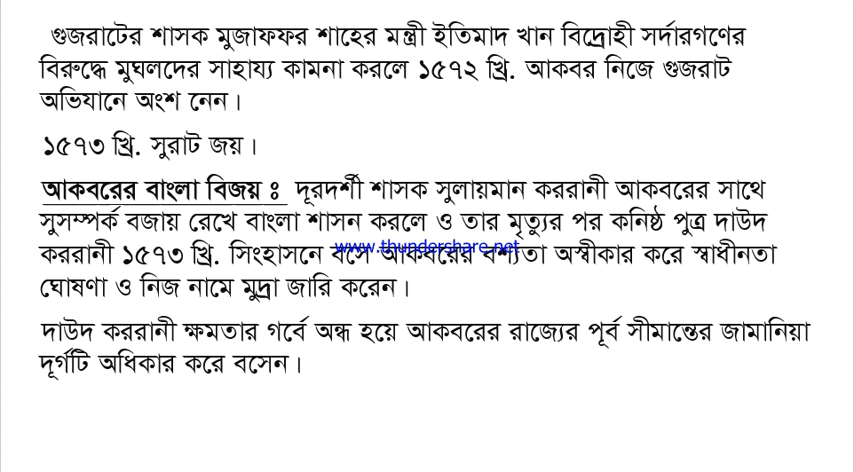 গুজরাটের শাসক মুজাফফর শাহের মন্ত্রী ইতিমাদ খান বিদ্রোহী সর্দারগণের
বিরুদ্ধে মুঘলদের সাহায্য কামনা করলে ১৫৭২ খ্রি. আকবর নিজে গুজরাট
অভিযানে অংশ নেন।
১৫৭৩ খ্রি. সুরাট জয়।
আকবরের বাংলা বিজয় ঃ দূরদর্শী শাসক সুলায়মান কররানী আকবরের সাথে
সুসম্পর্ক বজায় রেখে বাংলা শাসন করলে ও তার মৃত্যুর পর কনিষ্ঠ পুত্র দাউদ
কররানী ১৫৭৩ খ্রি. সিংহাসনে বসে আকবরের বশ্যতা অস্বীকার করে স্বাধীনতা
www.thundershare.net
ঘোষণা ও নিজ নামে মুদ্রা জারি করেন।
দাউদ কররানী ক্ষমতার গর্বে অন্ধ হয়ে আকবরের রাজ্যের পূর্ব সীমান্তের জামানিয়া
দূর্গটি অধিকার করে বসেন।